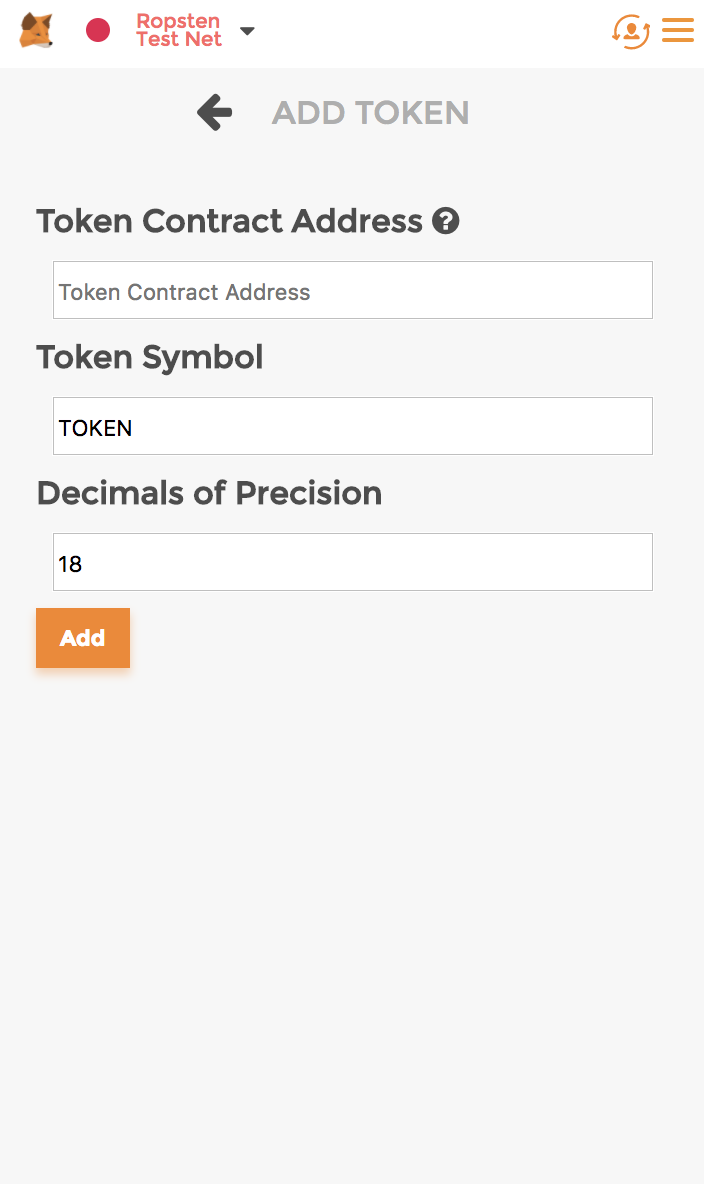 Ropsten
Test Net
ADD TOKEN
Token Contract Address ?
Token Contract Address
Token Symbol
TOKEN
Decimals of Precision
18
Add